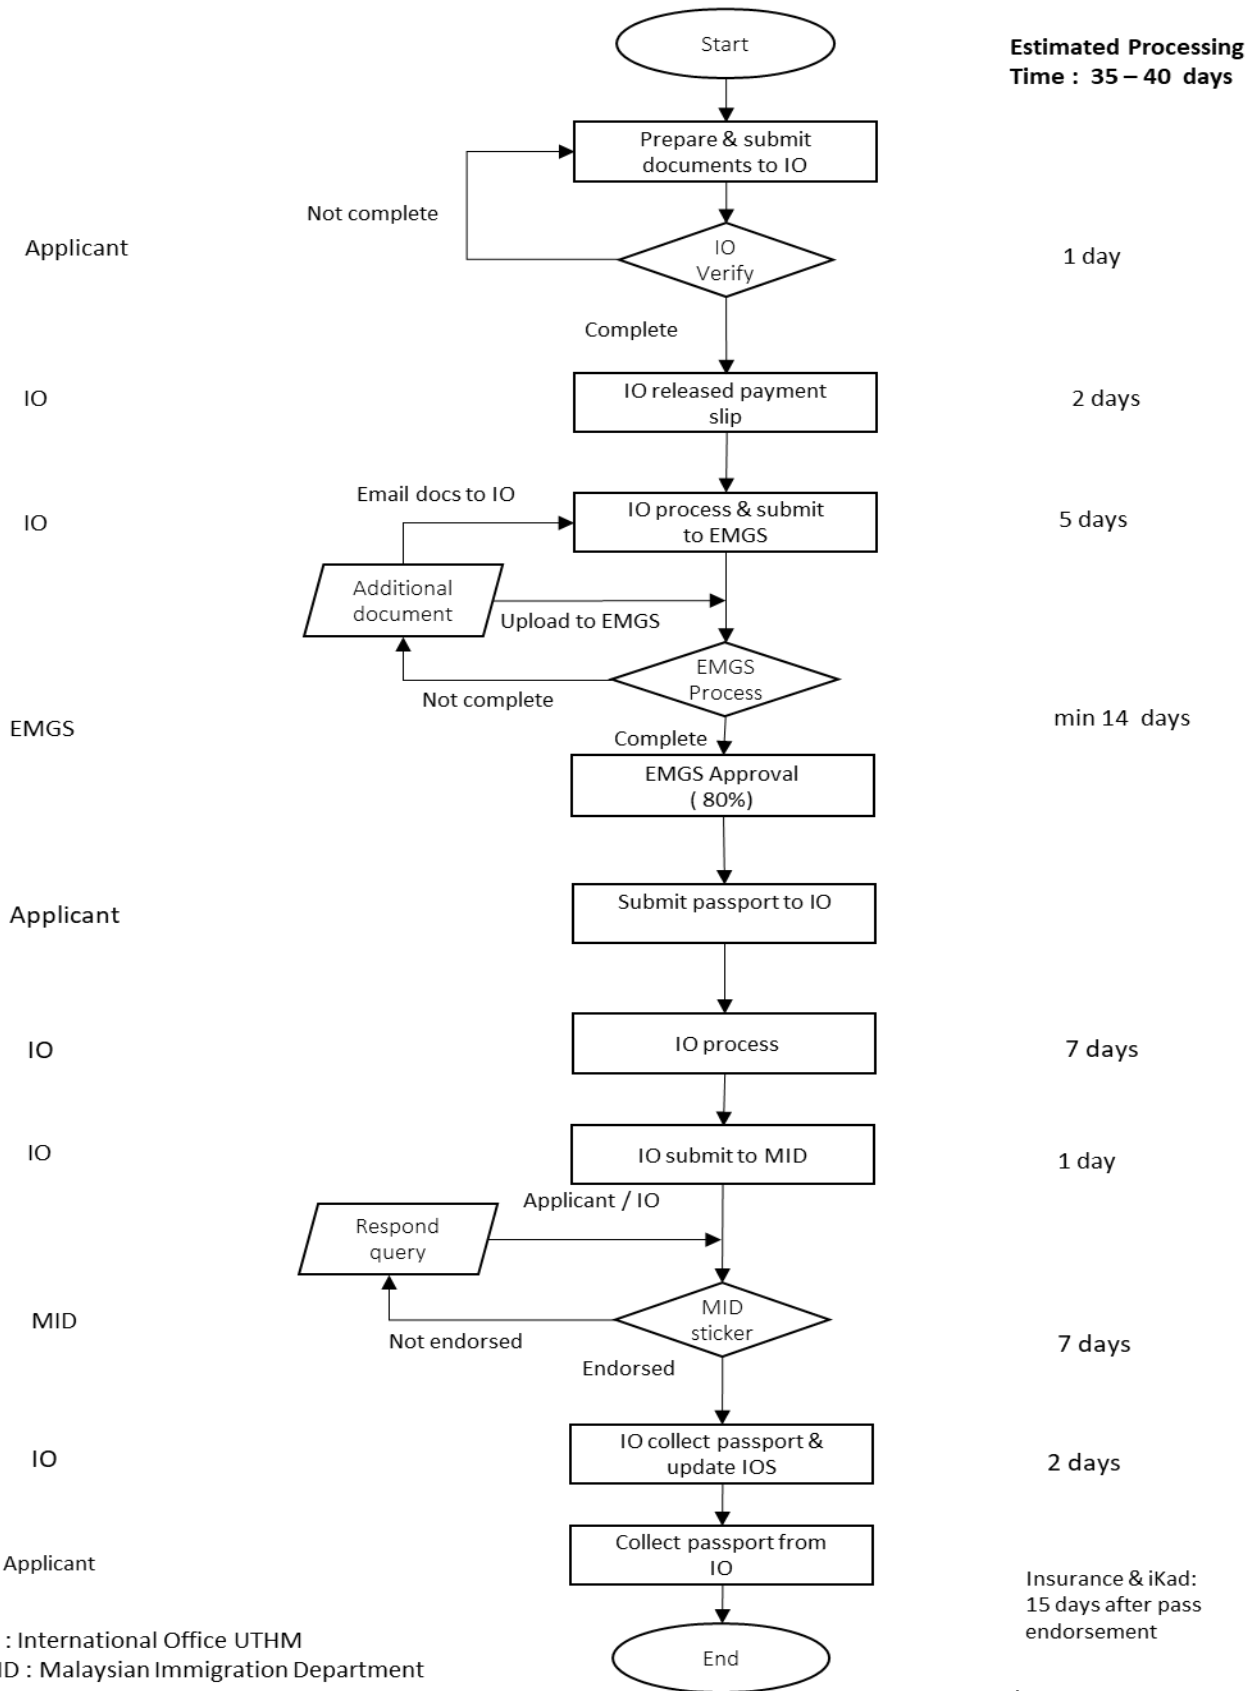 Start
Estimated Processing
Time : 35 – 40 days
Prepare & submit
documents to IO
Not complete
Applicant
IO
Verify
1 day
Complete
IO
IO released payment
slip
2 days
Email docs to IO
IO
IO process & submit
to EMGS
5 days
Additional
document
Upload to EMGS
EMGS
Process
Not complete
EMGS
min 14 days
Complete
EMGS Approval
( 80%)
Applicant
Submit passport to IO
IO
IO process
7 days
IO
IO submit to MID
1 day
Applicant / IO
Respond
query
MID
MID
sticker
Not endorsed
7 days
Endorsed
IO
IO collect passport &
update IOS
2 days
Applicant
Collect passport from
IO
Insurance & iKad:
15 days after pass
endorsement
: International Office UTHM
End
ID : Malaysian Immigration Department